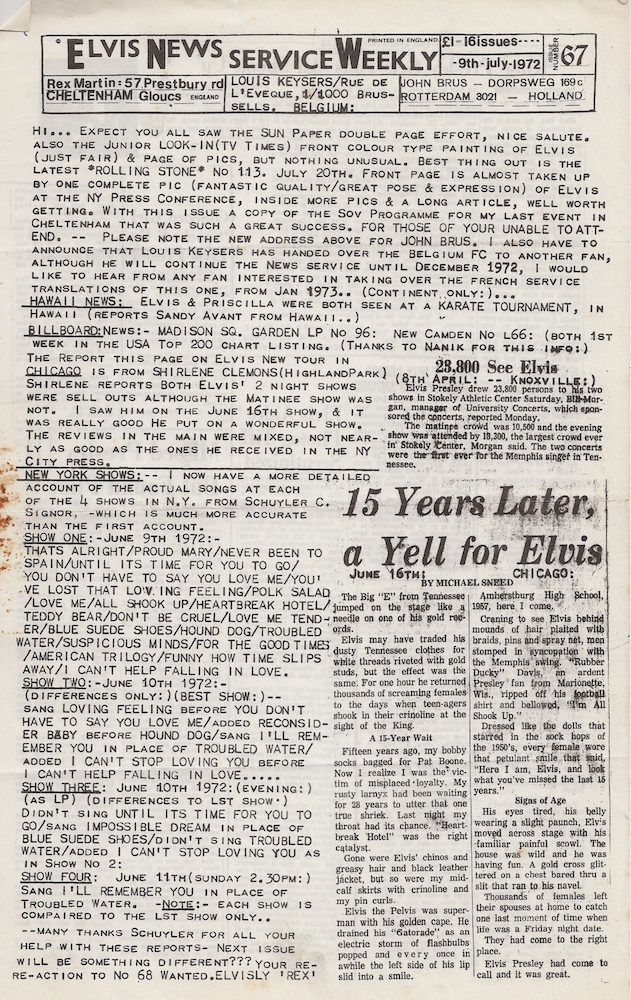 ELVIS NEWS SERVICE WEEKLY
PRINTED IN ENGLAND
£1-16issues----
-9th-july-1972
ISSUE NUMBER 67
Rex Martin: 57 Prestbury rd
CHELTENHAM Gloucs ENGLAND
LOUIS KEYSERS/RUE DE
L'EVEQUE,1/1000 BRUS-
SELLS. BELGIUM:
JOHN BRUS - DORPSWEG 169c
ROTTERDAM 3021 - HOLLAND
HI... EXPECT YOU ALL SAW THE SUN PAPER DOUBLE PAGE EFFORT, NICE SALUTE.
ALSO THE JUNIOR LOOK-IN(TV TIMES) FRONT COLOUR TYPE PAINTING OF ELVIS
(JUST FAIR) & PAGE OF PICS, BUT NOTHING UNUSUAL. BEST THING OUT IS THE
LATEST *ROLLING STONE* NO 113. JULY 20TH. FRONT PAGE IS ALMOST TAKEN UP
BY ONE COMPLETE PIC (FANTASTIC QUALITY/GREAT POSE & EXPRESSION) OF ELVIS
AT THE NY PRESS CONFERENCE, INSIDE MORE PICS & A LONG ARTICLE, WELL WORTH
GETTING. WITH THIS ISSUE A COPY OF THE SOV PROGRAMME FOR MY LAST EVENT IN
CHELTENHAM THAT WAS SUCH A GREAT SUCCESS. FOR THOSE OF YOUR UNABLE TO ATT-
END. -- PLEASE NOTE THE NEW ADDRESS ABOVE FOR JOHN BRUS. I ALSO HAVE TO
ANNOUNCE THAT LOUIS KEYSERS HAS HANDED OVER THE BELGIUM FC TO ANOTHER FAN,
ALTHOUGH HE WILL CONTINUE THE NEWS SERVICE UNTIL DECEMBER 1972, I WOULD
LIKE TO HEAR FROM ANY FAN INTERESTED IN TAKING OVER THE FRENCH SERVICE
TRANSLATIONS OF THIS ONE, FROM JAN 1973.. (CONTINENT ONLY:)...
HAWAII NEWS: ELVIS & PRISCILLA WERE BOTH SEEN AT A KARATE TOURNAMENT, IN
HAWAII (REPORTS SANDY AVANT FROM HAWAII..)
BILLBOARD:NEWS:- MADISON SQ. GARDEN LP NO 96: NEW CAMDEN NO L66: (BOTH 1ST
WEEK IN THE USA TOP 200 CHART LISTING. (THANKS TO NANIK FOR THIS INFO:)
THE REPORT THIS PAGE ON ELVIS NEW TOUR IN
CHICAGO IS FROM SHIRLENE CLEMONS(HIGHLANDPARK)
SHIRLENE REPORTS BOTH ELVIS' 2 NIGHT SHOWS
WERE SELL OUTS ALTHOUGH THE MATINEE SHOW WAS
NOT. I SAW HIM ON THE JUNE 16TH SHOW, & IT
WAS REALLY GOOD HE PUT ON A WONDERFUL SHOW.
THE REVIEWS IN THE MAIN WERE MIXED, NOT NEAR-
LY AS GOOD AS THE ONES HE RECEIVED IN THE NY
CITY PRESS.
NEW YORK SHOWS:-- I NOW HAVE A MORE DETAILED
ACCOUNT OF THE ACTUAL SONGS AT EACH
OF THE 4 SHOWS IN N.Y. FROM SCHUYLER C.
SIGNOR, -WHICH IS MUCH MORE ACCURATE
THAN THE FIRST ACCOUNT.
SHOW ONE:-JUNE 9TH 1972:-
THATS ALRIGHT/PROUD MARY/NEVER BEEN TO
SPAIN/UNTIL ITS TIME FOR YOU TO GO/
YOU DON'T HAVE TO SAY YOU LOVE ME/YOU'
VE LOST THAT LOV.ING FEELING/POLK SALAD
/LOVE ME/ALL SHOOK UP/HEARTBREAK HOTEL/
TEDDY BEAR/DON'T BE CRUEL/LOVE ME TEND-
ER/BLUE SUEDE SHOES/HOUND DOG/TROUBLED
WATER/SUSPICIOUS MINDS/FOR THE GOOD TIMES
/AMERICAN TRILOGY/FUNNY HOW TIME SLIPS
AWAY/I CAN'T HELP FALLING IN LOVE.
SHOW TWO:-JUNE 10TH 1972:-
(DIFFERENCES ONLY:)(BEST SHOW;)--
SANG LOVING FEELING BEFORE YOU DON'T
HAVE TO SAY YOU LOVE ME/ADDED RECONSID-
ER BABY BEFORE HOUND DOG/SANG I'LL REM-
EMBER YOU IN PLACE OF TROUBLED WATER/
ADDED I CAN'T STOP LOVING YOU BEFORE
I CAN'T HELP FALLING IN LOVE.....
SHOW THREE: JUNE 10TH 1972:(EVENING:)
(AS LP) (DIFFERENCES TO LST SHOW.)
DIDN'T SING UNTIL ITS TIME FOR YOU TO
GO/SANG IMPOSSIBLE DREAM IN PLACE OF
BLUE SUEDE SHOES/DIDN'T SING TROUBLED
WATER/ADDED I CAN'T STOP LOVING YOU AS
IN SHOW NO 2:
SHOW FOUR: JUNE 11TH(SUNDAY 2.30PM:)
SANG I'LL REMEMBER YOU IN PLACE OF
TROUBLED WATER. -NOTE:- EACH SHOW IS
COMPAIRED TO THE LST SHOW ONLY..
--MANY THANKS SCHUYLER FOR ALL YOUR
HELP WITH THESE REPORTS- NEXT ISSUE
WILL BE SOMETHING DIFFERENT??? YOUR RE-
RE-ACTION TO NO 68 WANTED.ELVISLY 'REX'
23,800 See Elvis
(8TH APRIL: -- KNOXVILLE:)
Elvis Presley drew 23,800 persons to his two
shows in Stokely Athletic Center Saturday, Bill Mor-
gan, manager of University Concerts, which spon-
sored the concerts, reported Monday.
The matinee crowd was 10,500 and the evening
show was attended by 13,300, the largest crowd ever
in Stokely Center, Morgan said. The two concerts
were the first ever for the Memphis singer in Ten-
nessee.
15 Years Later,
a Yell for Elvis
JUNE 16TH: CHICAGO:
BY MICHAEL SNEED
The Big "E" from Tennessee
jumped on the stage like a
needle on one of his gold rec-
ords.
Elvis may have traded his
dusty Tennessee clothes for
white threads riveted with gold
studs, but the effect was the
same. For one hour he returned
thousands of screaming females
to the days when teen-agers
shook in their crinoline at the
sight of the King.
A 15-Year Wait
Fifteen years ago, my bobby
socks bagged for Pat Boone.
Now I realize I was the vic-
tim of misplaced loyalty. My
rusty larynx had been waiting
for 28 years to utter that one
true shriek. Last night my
throat had its chance. "Heart-
break Hotel" was the right
catalyst.
Gone were Elvis' chinos and
greasy hair and black leather
jacket, but so were my mid-
calf skirts with crinoline and
my pin curls.
Elvis the Pelvis was super-
man with his golden cape. He
drained his "Gatorade" as an
electric storm of flashbulbs
popped and every once in
awhile the left side of his lip
slid into a smile.
Amherstburg High School,
1957, here I come.
Craning to see Elvis behind
mounds of hair plaited with
braids, pins and spray net, men
stomped in syncopation with
the Memphis swing. "Rubber
Ducky" Davis, an ardent
Presley fan from Marionette,
Wis., ripped off his football
shirt and bellowed, "I'm All
Shook Up."
Dressed like the dolls that
starred in the sock hops of
the 1950's, every female wore
that petulant smile that said,
"Here I am, Elvis, and look
what you've missed the last 15
years."
Signs of Age
His eyes tired, his belly
wearing a slight paunch, Elvis
moved across stage with his
familiar painful scowl. The
house was wild and he was
having fun. A gold cross glit-
tered on a chest bared thru a
slit that ran to his navel.
Thousands of females left
their spouses at home to catch
one last moment of time when
life was a Friday night date.
They had come to the right
place.
Elvis Presley had come to
call and it was great.